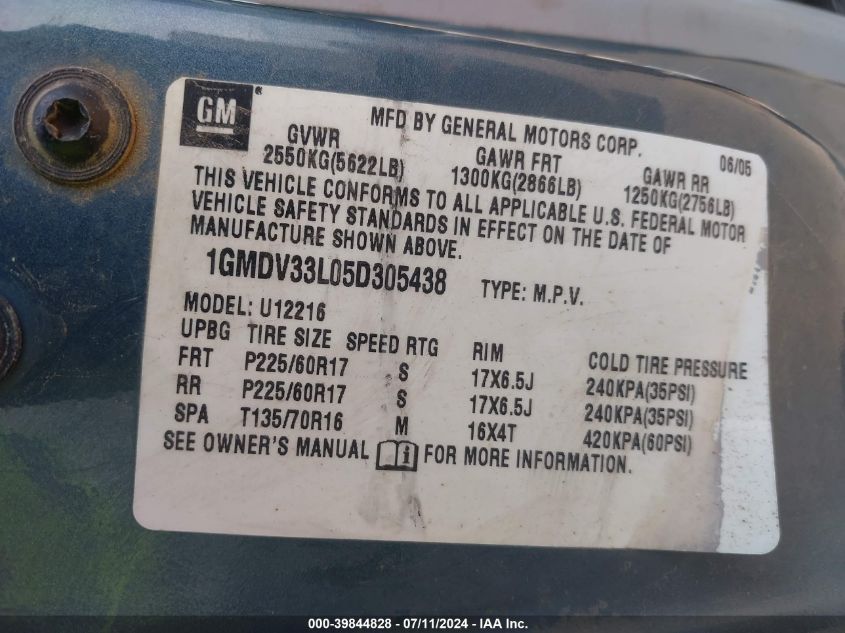 GM®
MFD BY GENERAL MOTORS CORP. 06/05
GVWR GAWR FRT GAWR RR
2550KG(5622LB) 1300KG(2866LB) 1250KG(2756LB)
THIS VEHICLE CONFORMS TO ALL APPLICABLE U.S. FEDERAL MOTOR
VEHICLE SAFETY STANDARDS IN EFFECT ON THE DATE OF
MANUFACTURE SHOWN ABOVE.
1GMDV33L05D305438 TYPE: M.P.V.
MODEL: U12216
UPBG TIRE SIZE SPEED RTG RIM COLD TIRE PRESSURE
FRT P225/60R17 S 17X6.5J 240KPA(35PSI)
RR P225/60R17 S 17X6.5J 240KPA(35PSI)
SPA T135/70R16 M 16X4T 420KPA(60PSI)
SEE OWNER'S MANUAL i FOR MORE INFORMATION.
000-39844828 - 07/11/2024 - IAA Inc.